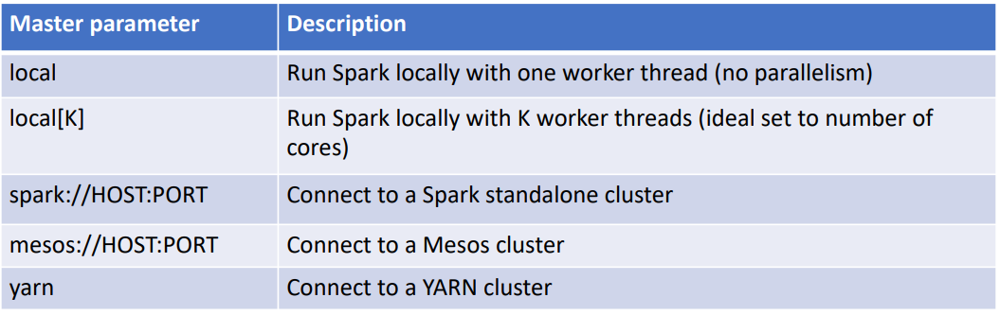 Master parameter Description
local Run Spark locally with one worker thread (no parallelism)
local[K] Run Spark locally with K worker threads (ideal set to number of
cores)
spark://HOST:PORT Connect to a Spark standalone cluster
mesos://HOST:PORT Connect to a Mesos cluster
yarn Connect to a YARN cluster